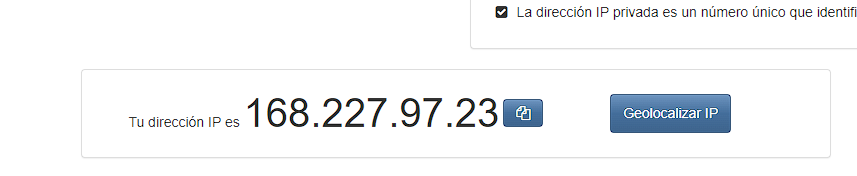 La dirección IP privada es un número único que identifi
Tu dirección IP es 168.227.97.23
Geolocalizar IP